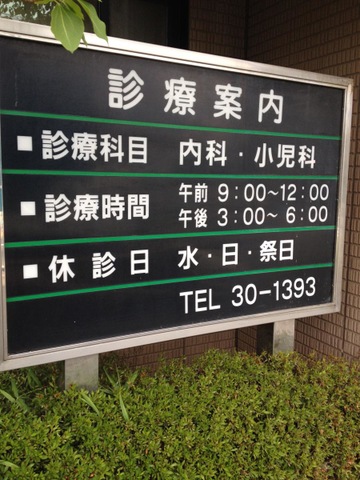 診療案内
■診療科目 内科・小児科
■診療時間 午前 9:00～12:00
午後 3:00～ 6:00
■休診日 水・日・祭日
TEL 30-1393